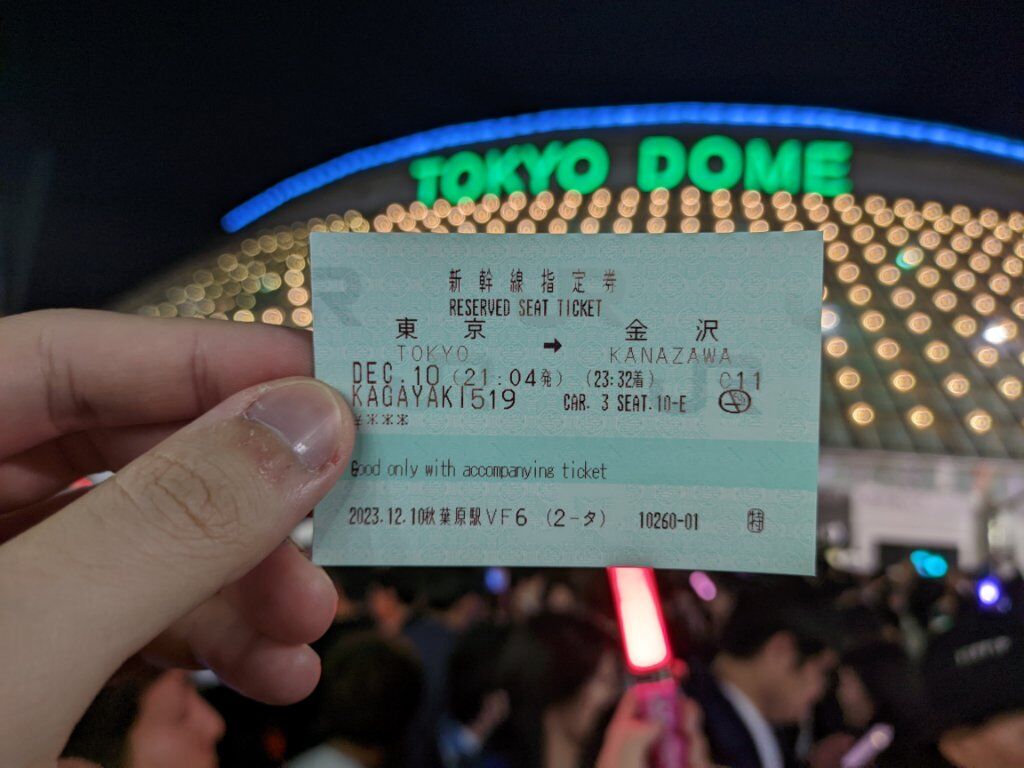 TOKYO DOME
新幹線指定券
RESERVED SEAT TICKET
東京 → 金沢
TOKYO KANAZAWA
DEC.10(21:04発) (23:32着) C11
KAGAYAKI519 CAR. 3 SEAT.10-E
¥***
Good only with accompanying ticket
2023.12.10秋葉原駅VF6 (2-タ) 10260-01 特